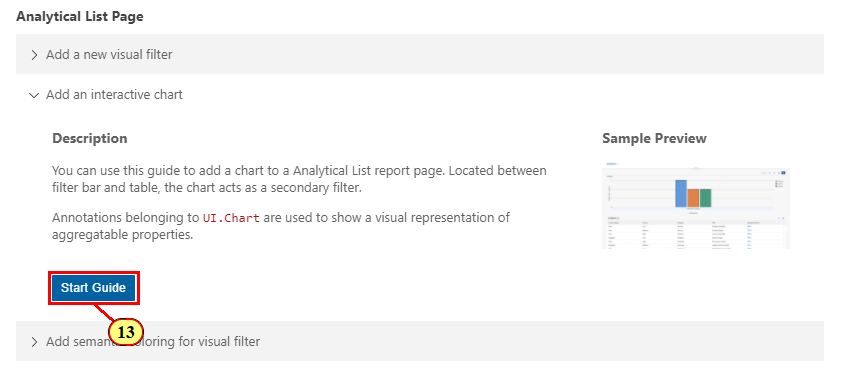 Analytical List Page
Add a new visual filter
Add an interactive chart
Description
Sample Preview
You can use this guide to add a chart to a Analytical List report page. Located between
filter bar and table, the chart acts as a secondary filter.
Annotations belonging to UI.Chart are used to show a visual representation of
aggregatable properties.
Start Guide
13
Add semantic coloring for visual filter